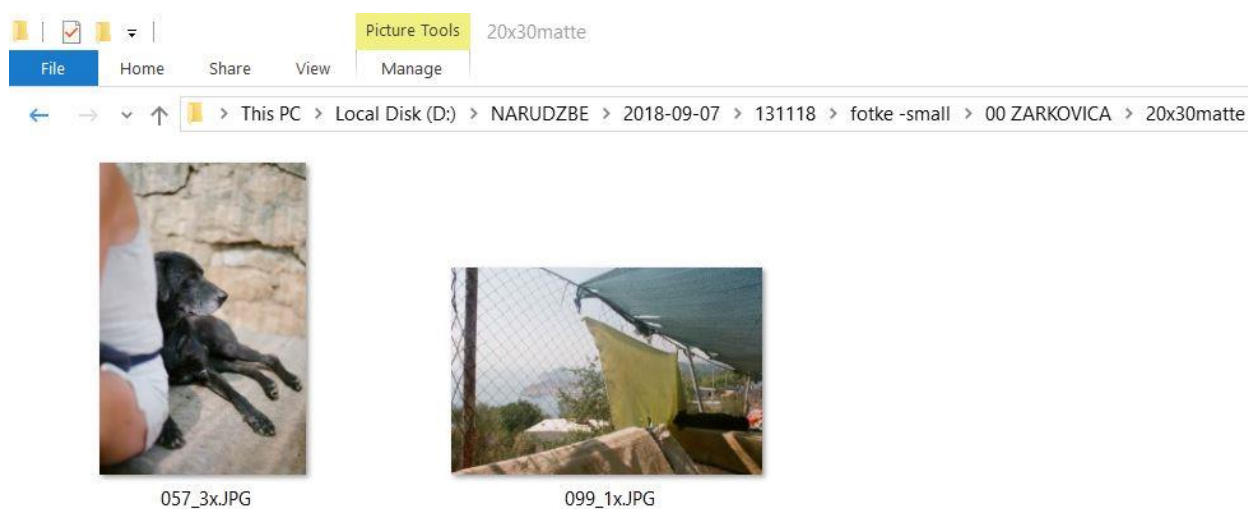 Picture Tools 20x30matte
File Home Share View Manage
> This PC > Local Disk (D:) > NARUDZBE > 2018-09-07 > 131118 > fotke -small > 00 ZARKOVICA > 20x30matte
057_3x.JPG 099_1x.JPG